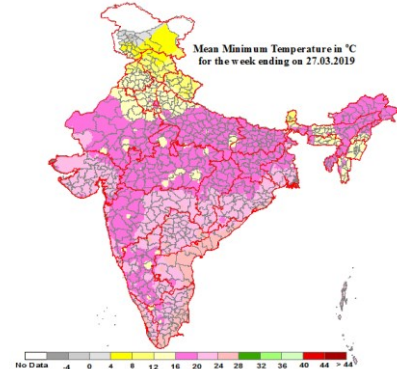 Mean Minimum Temperature in °C
for the week ending on 27.03.2019
No Data -4 0 4 8 12 16 20 24 28 32 36 40 44 > 44